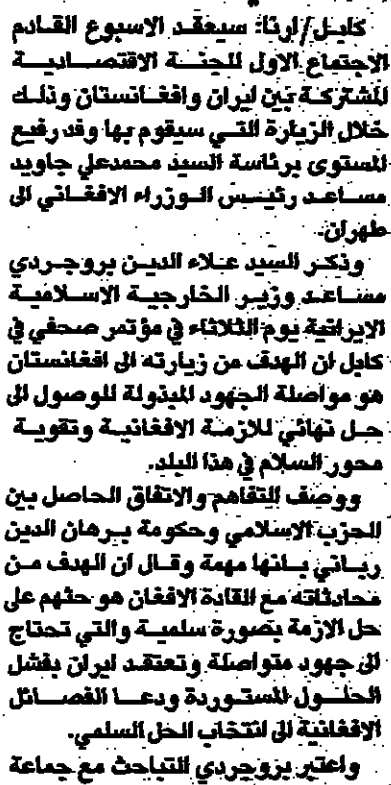 كابل/ارنا: سيعقد الاسبوع القادم
الاجتماع الاول للجنة الاقتصادية
المشتركة بين ايران وافغانستان وذلك
خلال الزيارة التي سيقوم بها وفد رفيع
المستوى برئاسة السيد محمدعلي جاويد
مساعد رئيس الوزراء الافغاني الى
طهران.
وذكر السيد علاء الدين بروجردي
مساعد وزير الخارجية الاسلامية
الايرانية يوم الثلاثاء في مؤتمر صحفي في
كابل ان الهدف من زيارته الى افغانستان
هو مواصلة الجهود المبذولة للوصول الى
حل نهائي للازمة الافغانية وتقوية
محور السلام في هذا البلد.
ووصف التفاهم والاتفاق الحاصل بين
الحزب الاسلامي وحكومة برهان الدين
رباني بانها مهمة وقال ان الهدف من
محادثاته مع القادة الافغان هو حثهم على
حل الازمة بصورة سلمية والتي تحتاج
الى جهود متواصلة وتعتقد ايران بفشل
الحلول المستوردة ودعا الفصائل
الافغانية الى انتخاب الحل السلمي.
واعتبر بروجردي التباحث مع جماعة